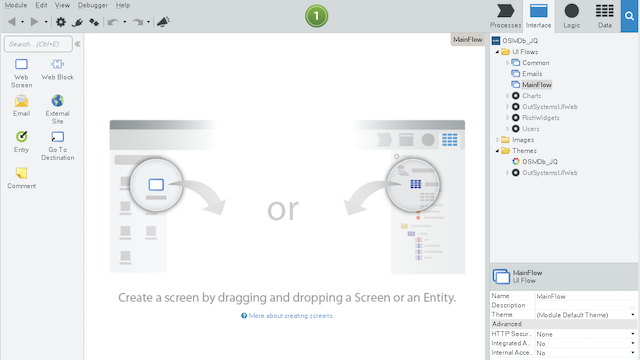 Module Edit View Debugger Help
1
Processes Interface Logic Data
Search.. (Ctrl+E)
MainFlow
OSMDb_JQ
UI Flows
Common
Emails
MainFlow
Charts
OutSystemsUIWeb
RichWidgets
Users
Images
Themes
OSMDb_JQ
OutSystemsUIWeb
Web Screen
Web Block
Email
External Site
Entry
Go To Destination
Comment
or
Create a screen by dragging and dropping a Screen or an Entity.
More about creating screens
MainFlow
UI Flow
Name MainFlow
Description
Theme (Module Default Theme)
Advanced
HTTP Secur... None
Integrated A... No
Internal Acce... No